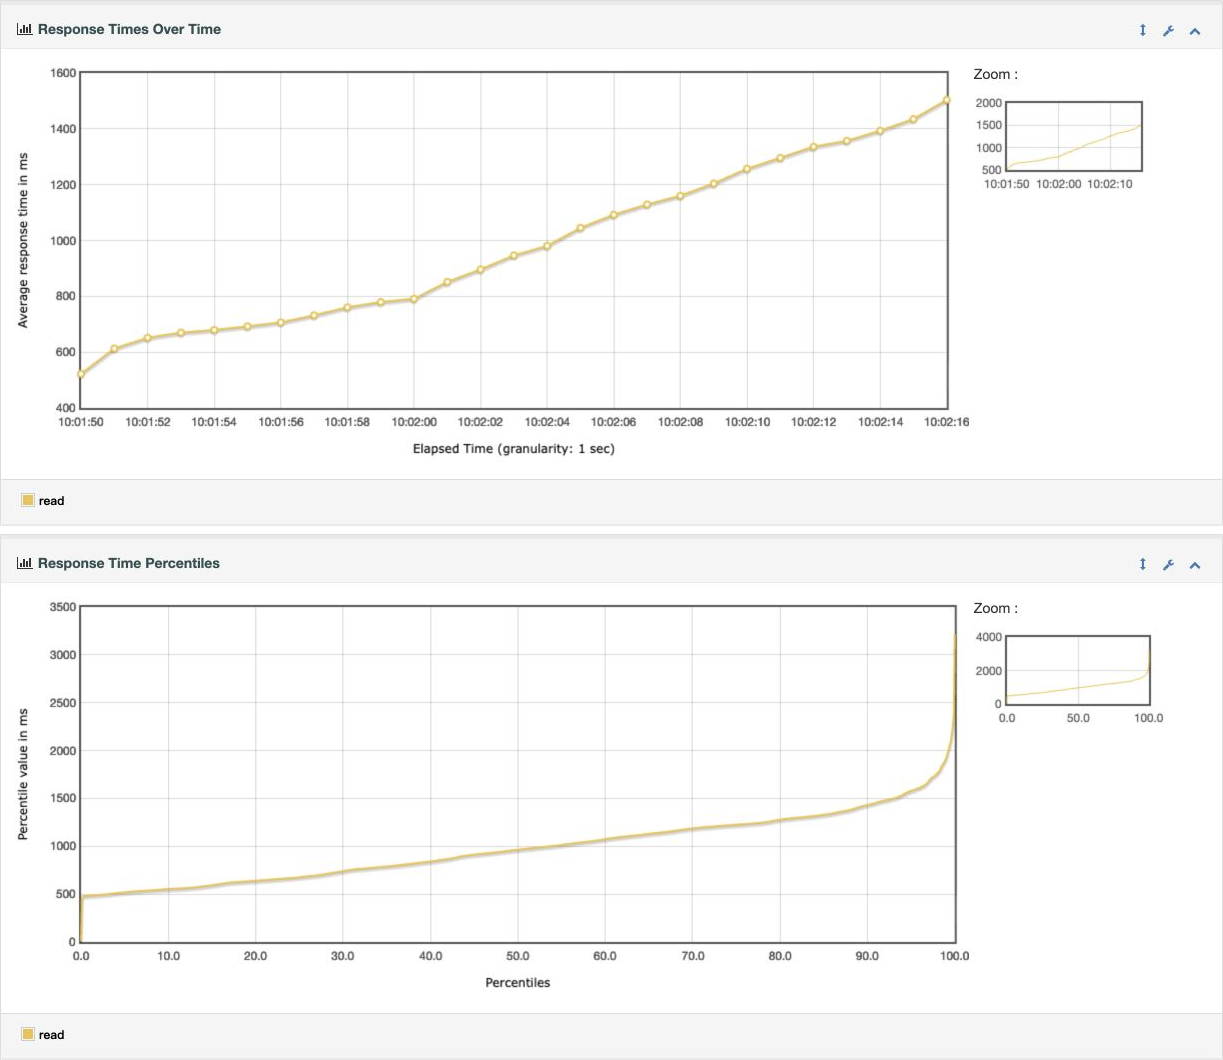 Response Times Over Time
Zoom :
1600
1400
1200
1000
800
600
400
Average response time in ms
10:01:50 10:01:52 10:01:54 10:01:56 10:01:58 10:02:00 10:02:02 10:02:04 10:02:06 10:02:08 10:02:10 10:02:12 10:02:14 10:02:16
Elapsed Time (granularity: 1 sec)
2000
1500
1000
500
10:01:50 10:02:00 10:02:10
read
Response Time Percentiles
Zoom :
3500
3000
2500
2000
1500
1000
500
0
Percentile value in ms
0.0 10.0 20.0 30.0 40.0 50.0 60.0 70.0 80.0 90.0 100.0
Percentiles
4000
2000
0
0.0 50.0 100.0
read